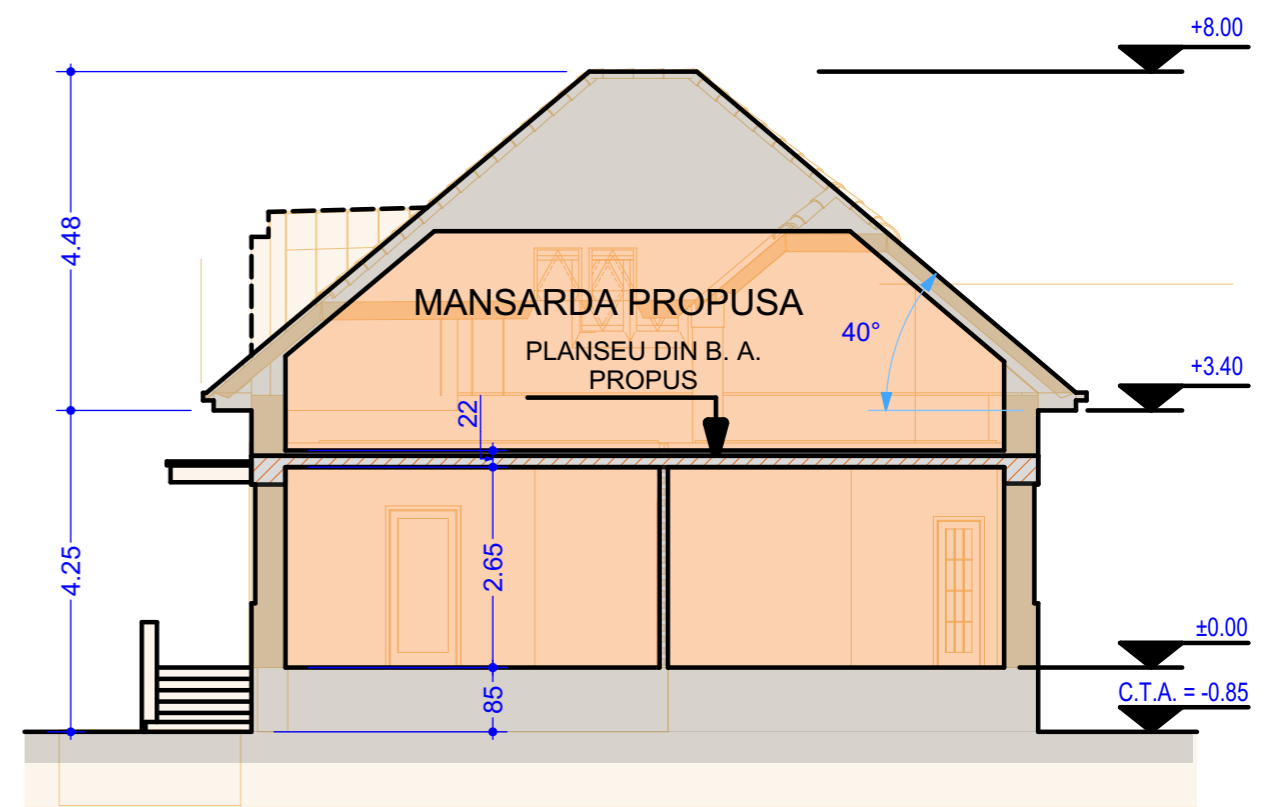 +8.00
4.48
MANSARDA PROPUSA
40°
PLANSEU DIN B. A.
PROPUS
+3.40
22
4.25
2.65
±0.00
85
C.T.A. = -0.85